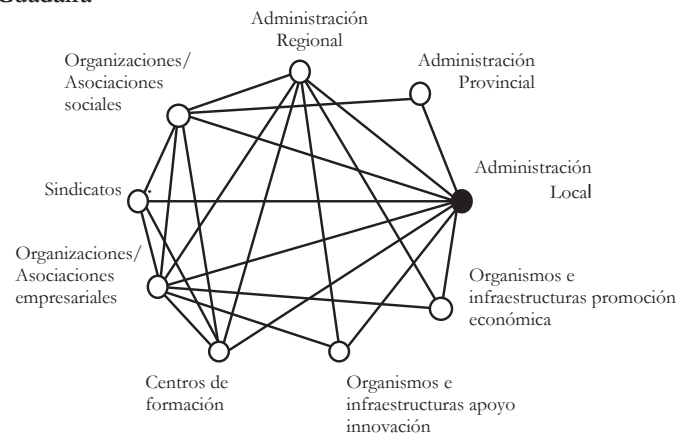 Administración
Regional
Organizaciones/
Asociaciones
sociales
Administración
Provincial
Administración
Local
Sindicatos
Organizaciones/
Asociaciones
empresariales
Organismos e
infraestructuras promoción
económica
Centros de
formación
Organismos e
infraestructuras apoyo
innovación